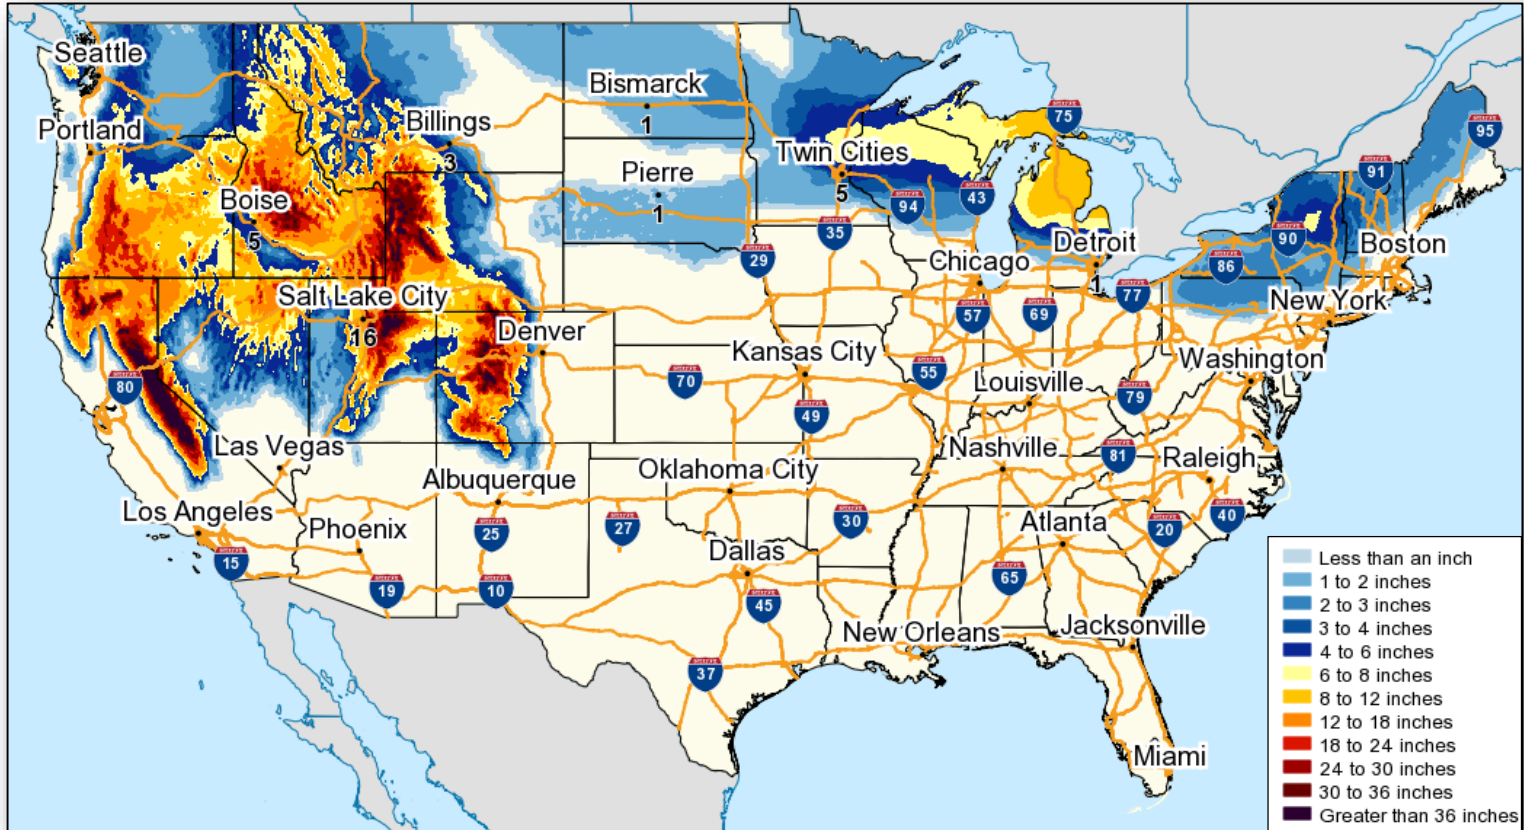 Seattle
75
Bismarck
Billings
1
95
Portland
3
Twin Cities
91
Pierre
Boise
5
1
94
43
5
35
90
Detroit
Boston
29
Chicago
86
Salt Lake City
1
77
New York
57
69
16
Denver
Kansas City
Washington
80
70
55
Louisville
79
49
Las Vegas
Nashville
81
Raleigh
Albuquerque
Oklahoma City
Los Angeles
Phoenix
25
27
30
Atlanta
20
40
15
Dallas
19
10
45
65
New Orleans
Jacksonville
37
Miami
Less than an inch
1 to 2 inches
2 to 3 inches
3 to 4 inches
4 to 6 inches
6 to 8 inches
8 to 12 inches
12 to 18 inches
18 to 24 inches
24 to 30 inches
30 to 36 inches
Greater than 36 inches